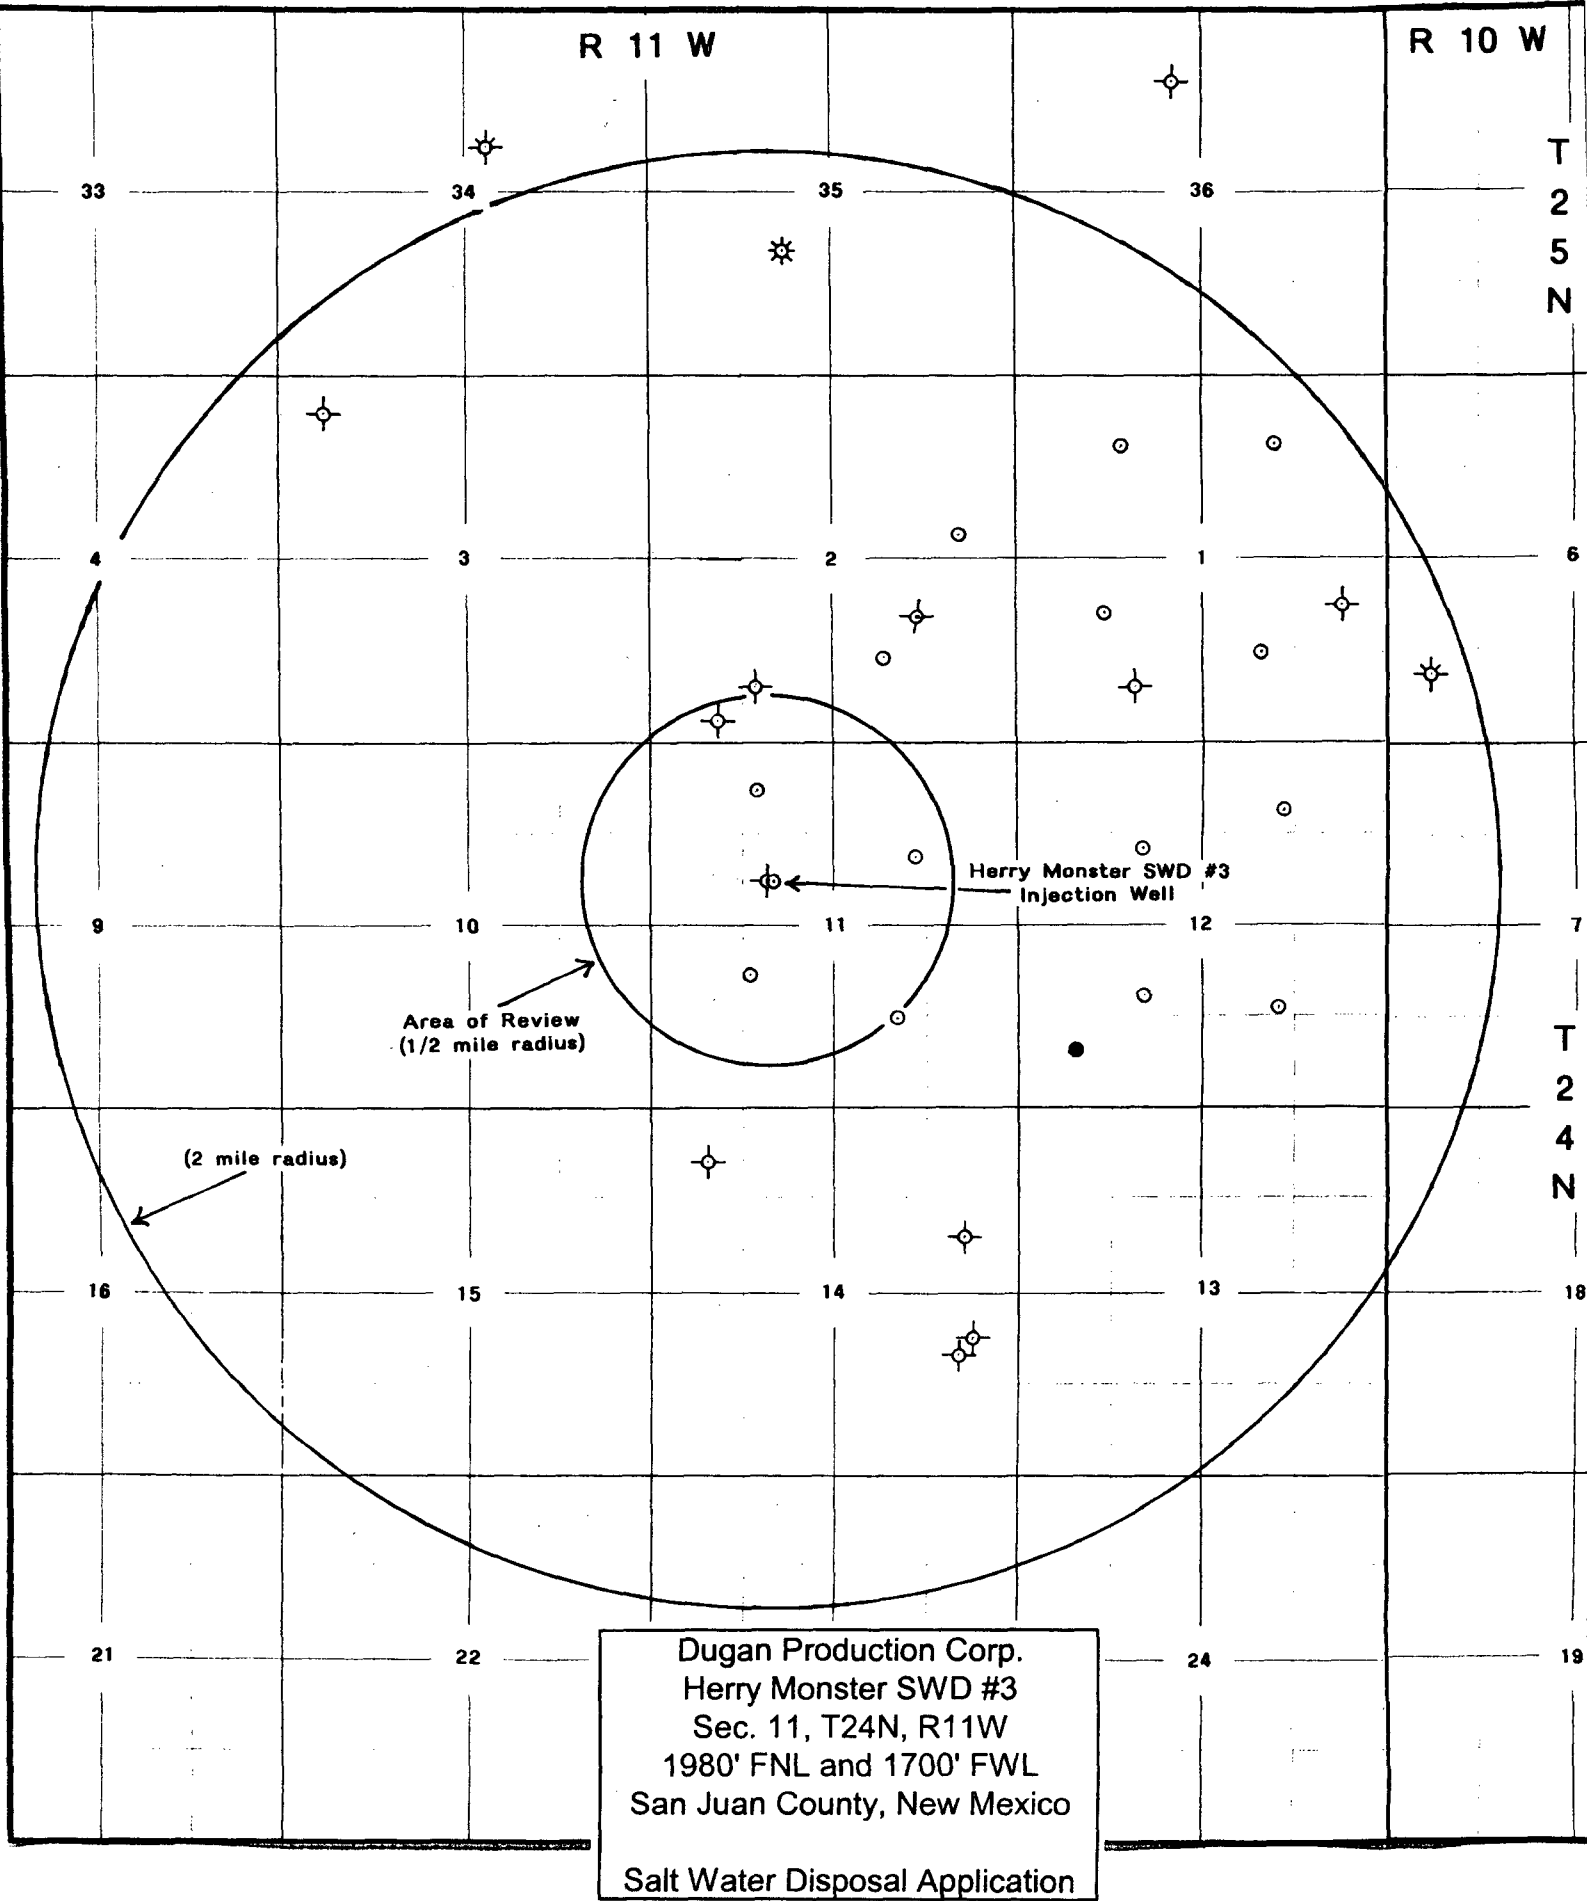 R 11 W
R 10 W
T
2
5
N
33
34
35
36
4
3
2
1
6
Herry Monster SWD #3
Injection Well
9
10
11
12
7
Area of Review
(1/2 mile radius)
T
2
4
N
(2 mile radius)
16
15
14
13
18
21
22
24
19
Dugan Production Corp.
Herry Monster SWD #3
Sec. 11, T24N, R11W
1980' FNL and 1700' FWL
San Juan County, New Mexico
Salt Water Disposal Application